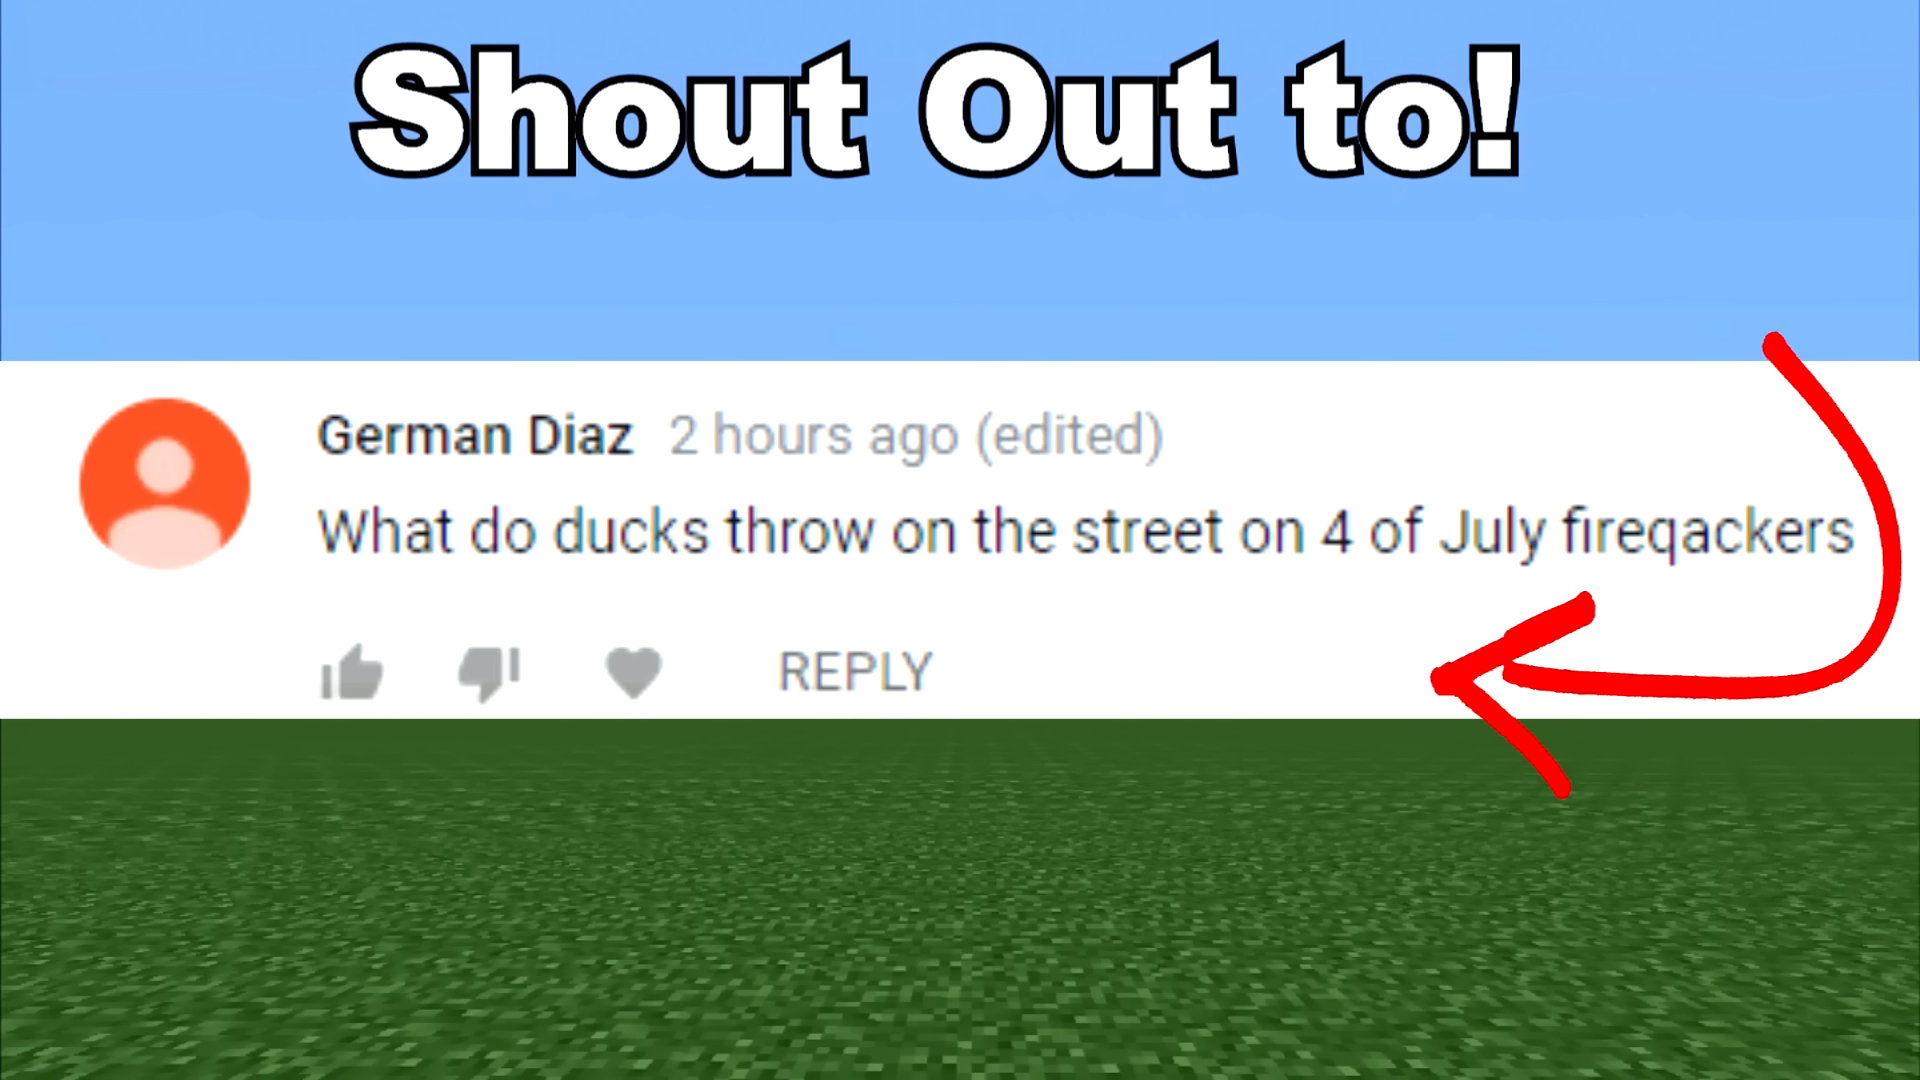 Shout Out to!
German Diaz 2 hours ago (edited)
What do ducks throw on the street on 4 of July fireqackers
REPLY